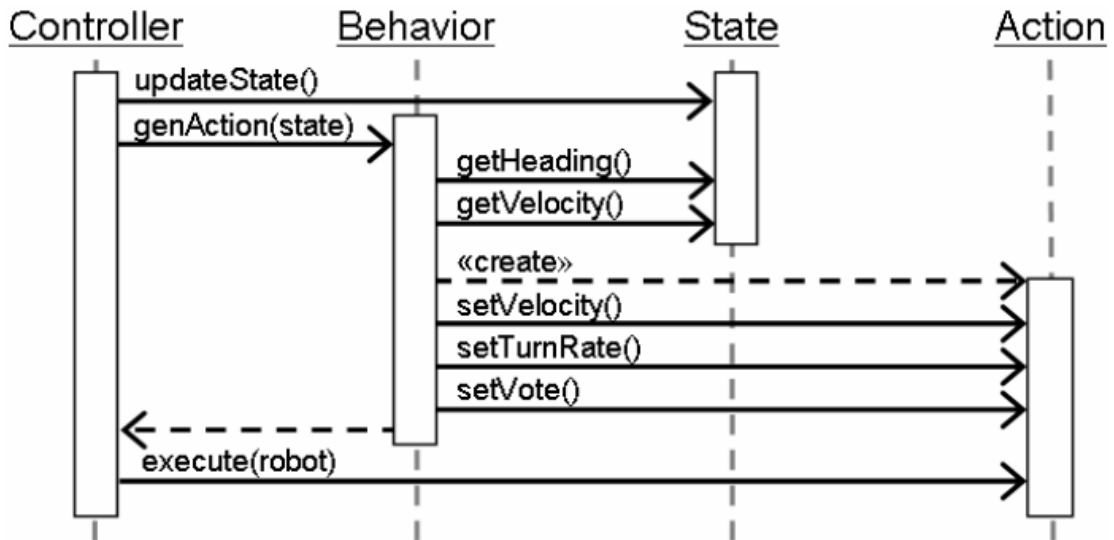 Controller Behavior State Action
updateState()
genAction(state)
getHeading()
getVelocity()
«create»
setVelocity()
setTurnRate()
setVote()
execute(robot)